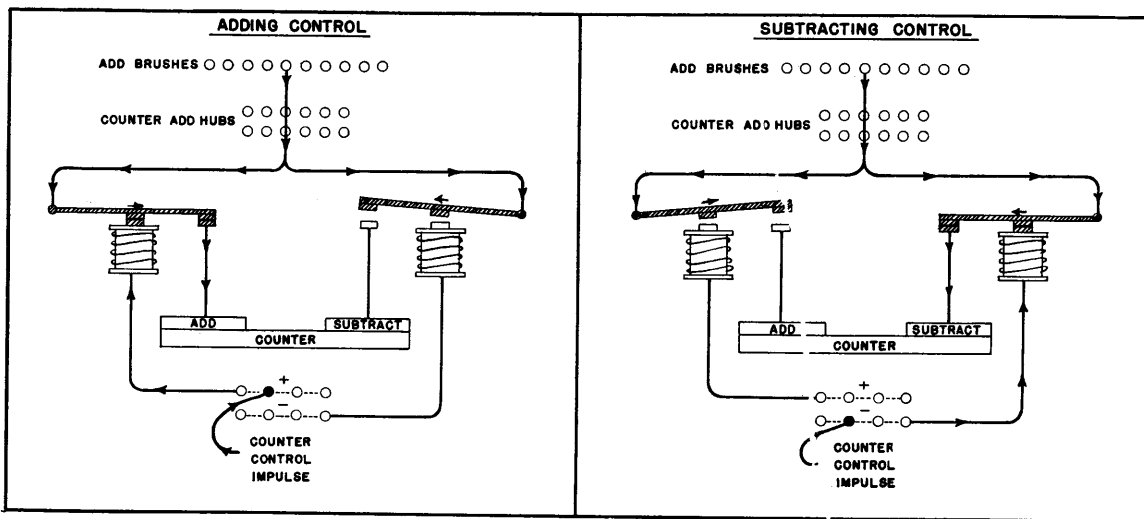 ADDING CONTROL
ADD BRUSHES
COUNTER ADD HUBS
ADD
SUBTRACT
COUNTER
+
−
COUNTER
CONTROL
IMPULSE
SUBTRACTING CONTROL
ADD BRUSHES
COUNTER ADD HUBS
ADD
SUBTRACT
COUNTER
+
−
COUNTER
CONTROL
IMPULSE